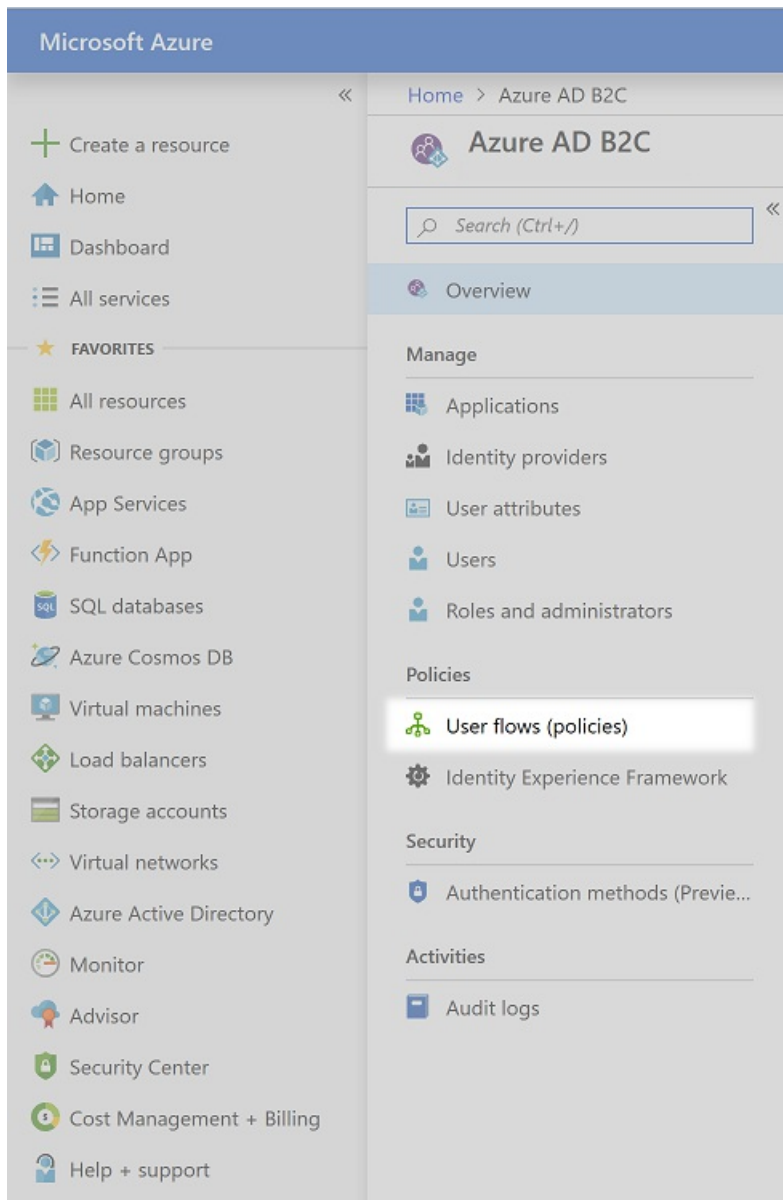 Microsoft Azure
«
Create a resource
Home
Dashboard
All services
FAVORITES
All resources
Resource groups
App Services
Function App
SQL databases
Azure Cosmos DB
Virtual machines
Load balancers
Storage accounts
Virtual networks
Azure Active Directory
Monitor
Advisor
Security Center
Cost Management + Billing
Help + support
Home > Azure AD B2C
Azure AD B2C
«
Search (Ctrl+/)
Overview
Manage
Applications
Identity providers
User attributes
Users
Roles and administrators
Policies
User flows (policies)
Identity Experience Framework
Security
Authentication methods (Previe...
Activities
Audit logs